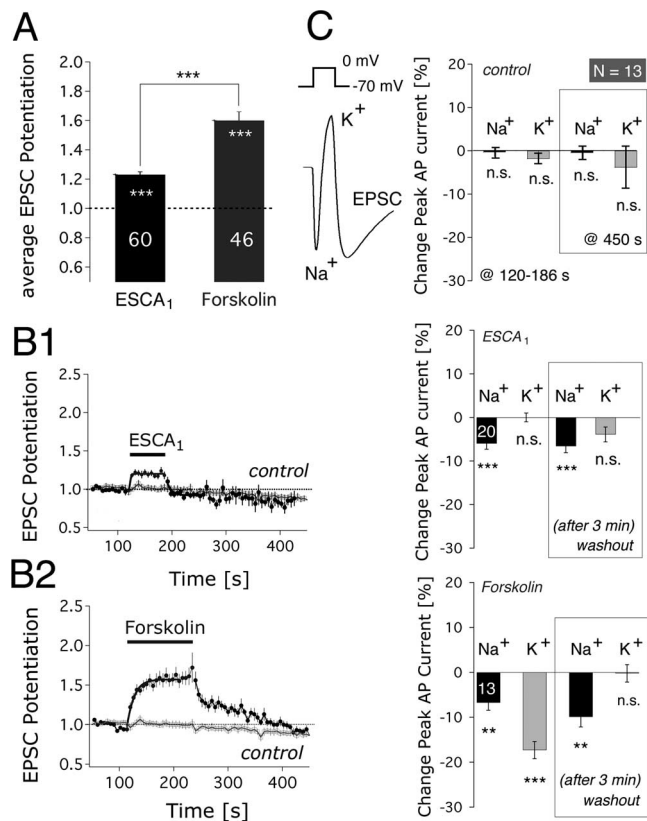 A
average EPSC Potentiation
2.0
1.8
1.6
1.4
1.2
1.0
0.8
0.6
***
***
***
60
46
ESCA1
Forskolin
B1
EPSC Potentiation
2.5
2.0
1.5
1.0
0.5
ESCA1
control
100
200
300
400
Time [s]
B2
EPSC Potentiation
2.5
2.0
1.5
1.0
0.5
Forskolin
control
100
200
300
400
Time [s]
C
0 mV
-70 mV
K+
EPSC
Na+
Change Peak AP current [%]
20
10
0
-10
-20
-30
control
N = 13
Na+ K+ Na+ K+
n.s. n.s. n.s. n.s.
@ 450 s
@ 120-186 s
Change Peak AP current [%]
20
10
0
-10
-20
-30
ESCA1
Na+ K+ Na+ K+
20
*** n.s. *** n.s.
(after 3 min)
washout
Change Peak AP Current [%]
20
10
0
-10
-20
-30
Forskolin
Na+ K+ Na+ K+
13
n.s.
** *** **
(after 3 min)
washout